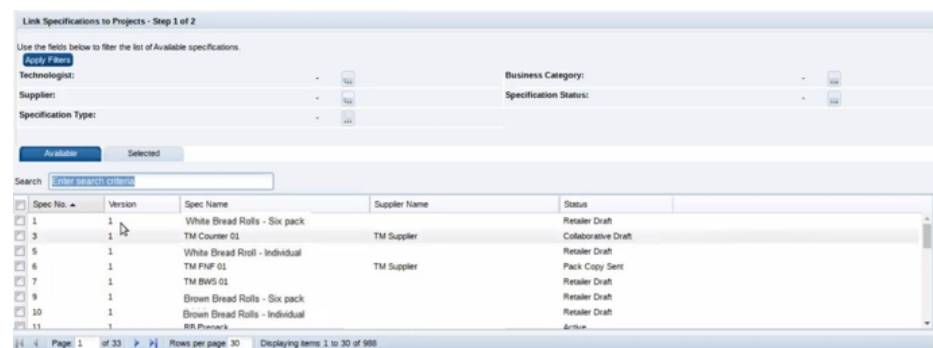 Link Specifications to Projects - Step 1 of 2
Use the fields below to filter the list of Available specifications.
Apply Filters
Technologist: - ... Business Category: - ...
Supplier: - ... Specification Status: - ...
Specification Type: - ...
Available Selected
Search Enter search criteria
Spec No. Version Spec Name Supplier Name Status
1 1 White Bread Rolls - Six pack Retailer Draft
3 1 TM Counter 01 TM Supplier Collaborative Draft
5 1 White Bread Rroll - Individual Retailer Draft
6 1 TM FNF 01 TM Supplier Pack Copy Sent
7 1 TM BWS 01 Retailer Draft
9 1 Brown Bread Rolls - Six pack Retailer Draft
10 1 Brown Bread Rolls - Individual Retailer Draft
11 1 RB Prepack Active
Page 1 of 33 Rows per page 30 Displaying items 1 to 30 of 988